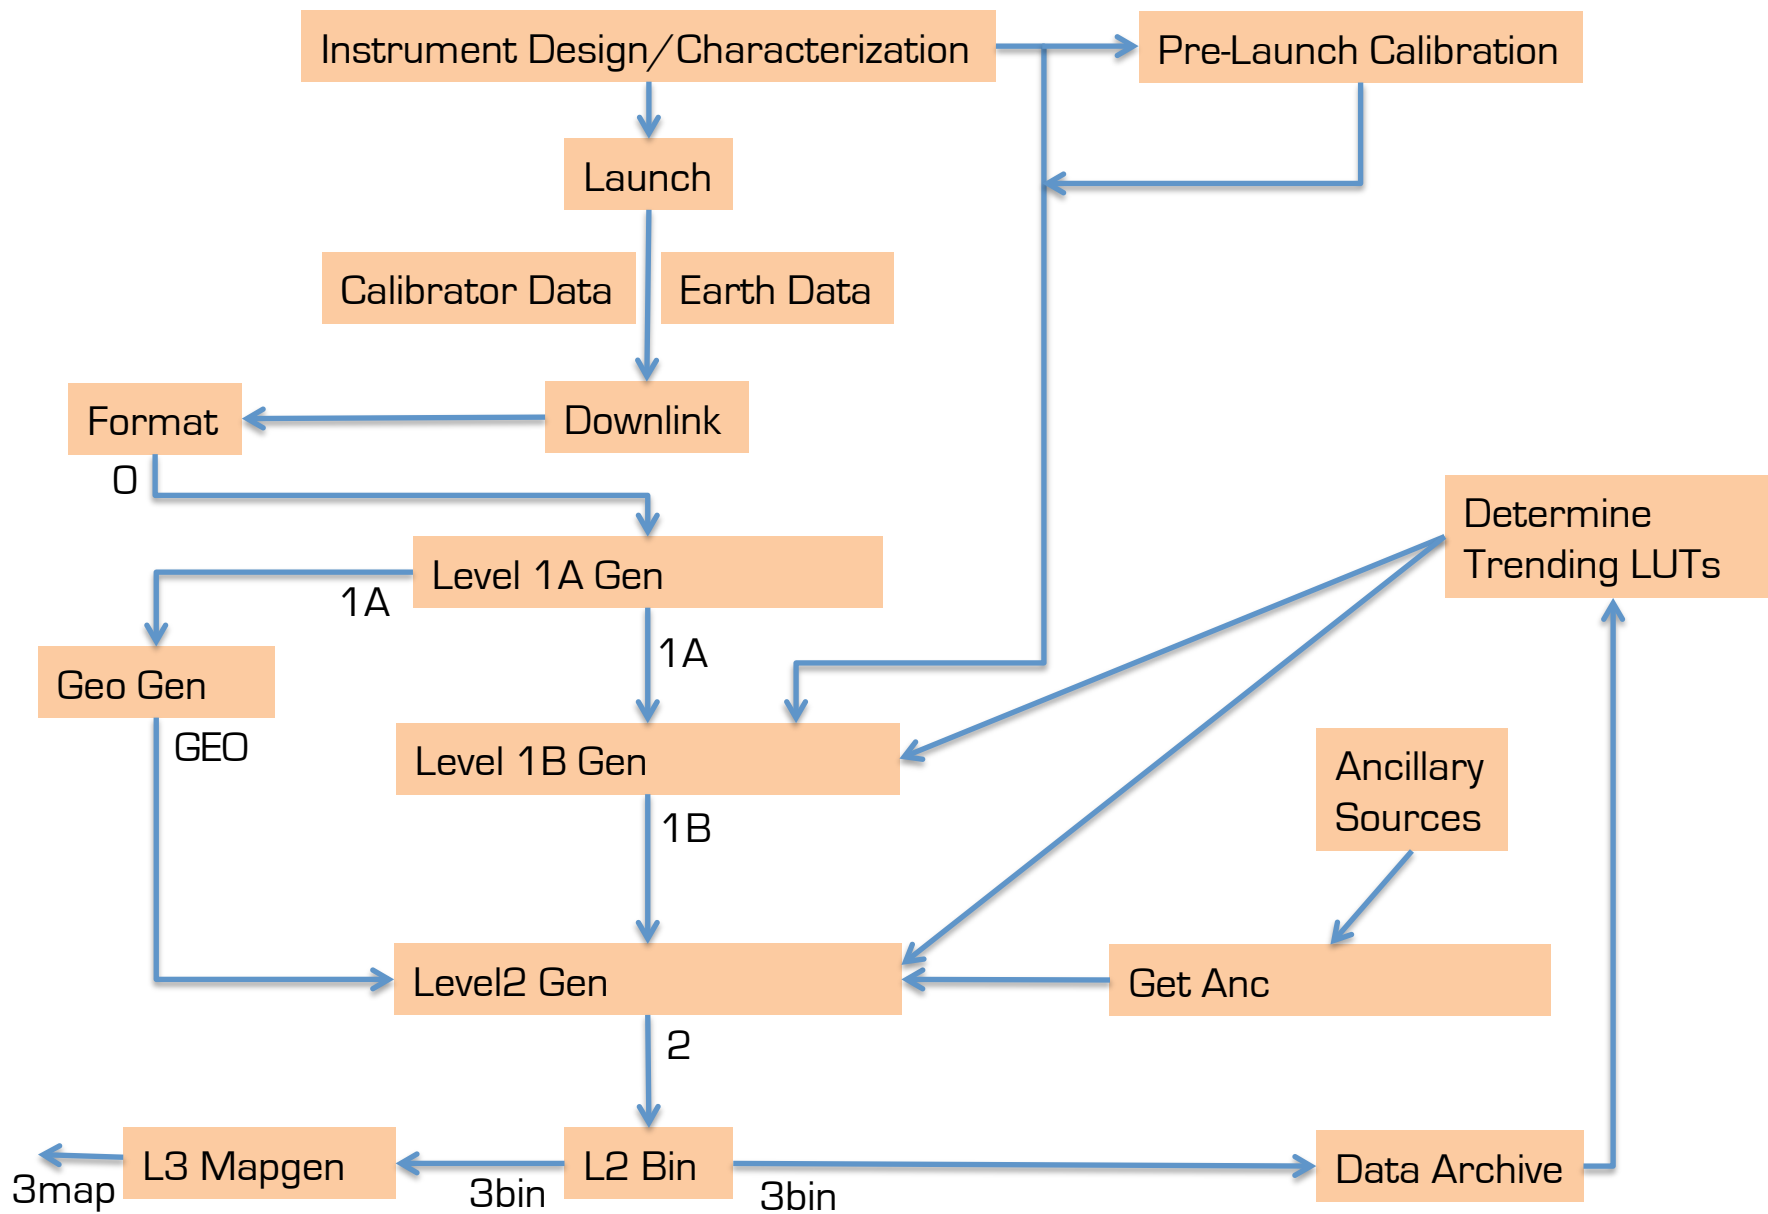 Instrument Design/Characterization
Pre-Launch Calibration
Launch
Calibrator Data
Earth Data
Format
Downlink
0
Determine
Trending LUTs
Level 1A Gen
1A
1A
Geo Gen
GEO
Level 1B Gen
Ancillary
Sources
1B
Level2 Gen
Get Anc
2
L3 Mapgen
L2 Bin
Data Archive
3map
3bin
3bin